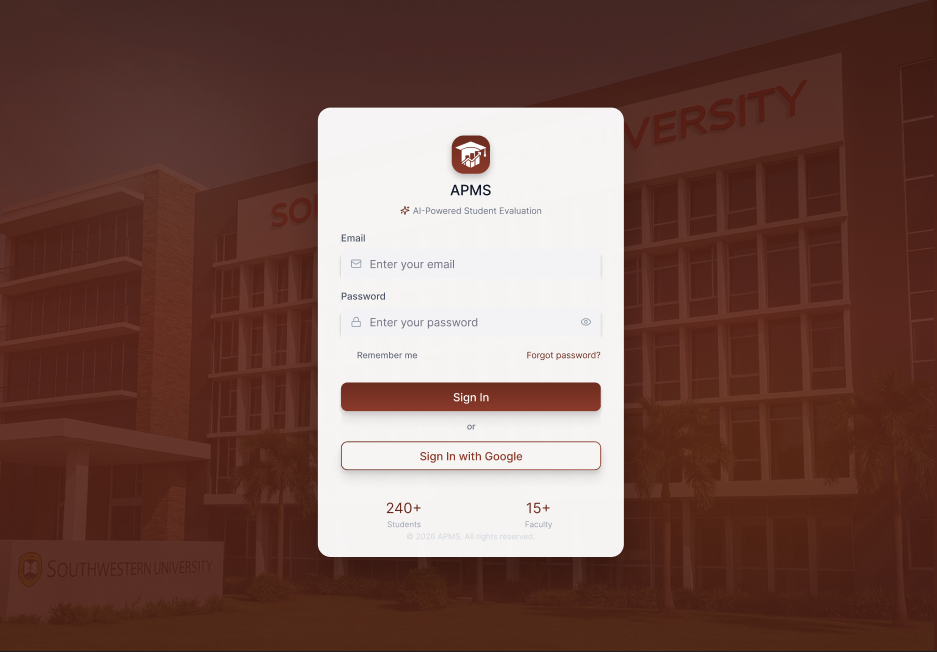 SO
VERSITY
APMS
AI-Powered Student Evaluation
Email
Enter your email
Password
Enter your password
Remember me
Forgot password?
Sign In
or
Sign In with Google
240+
15+
Students
Faculty
© 2026 APMS. All rights reserved.
SOUTHWESTERN UNIVERSITY